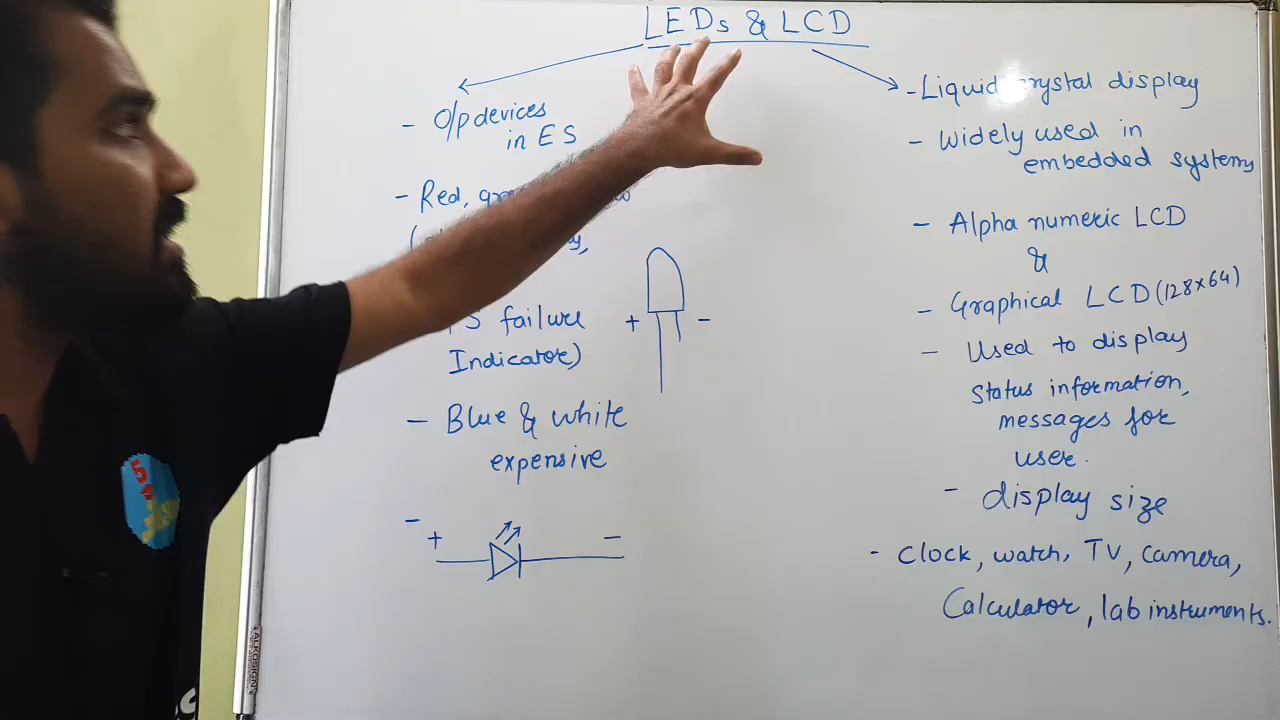 LEDs & LCD
- O/p devices
in E S
- Red,
failure
Indicator)
+ -
- Blue & white
expensive
-
+ -
- Liquid crystal display
- Widely used in
embedded systems
- Alpha numeric LCD
&
- Graphical LCD (128x64)
- Used to display
status information,
messages for
user.
- display size
- Clock, watch, TV, Camera,
Calculator, lab instruments.